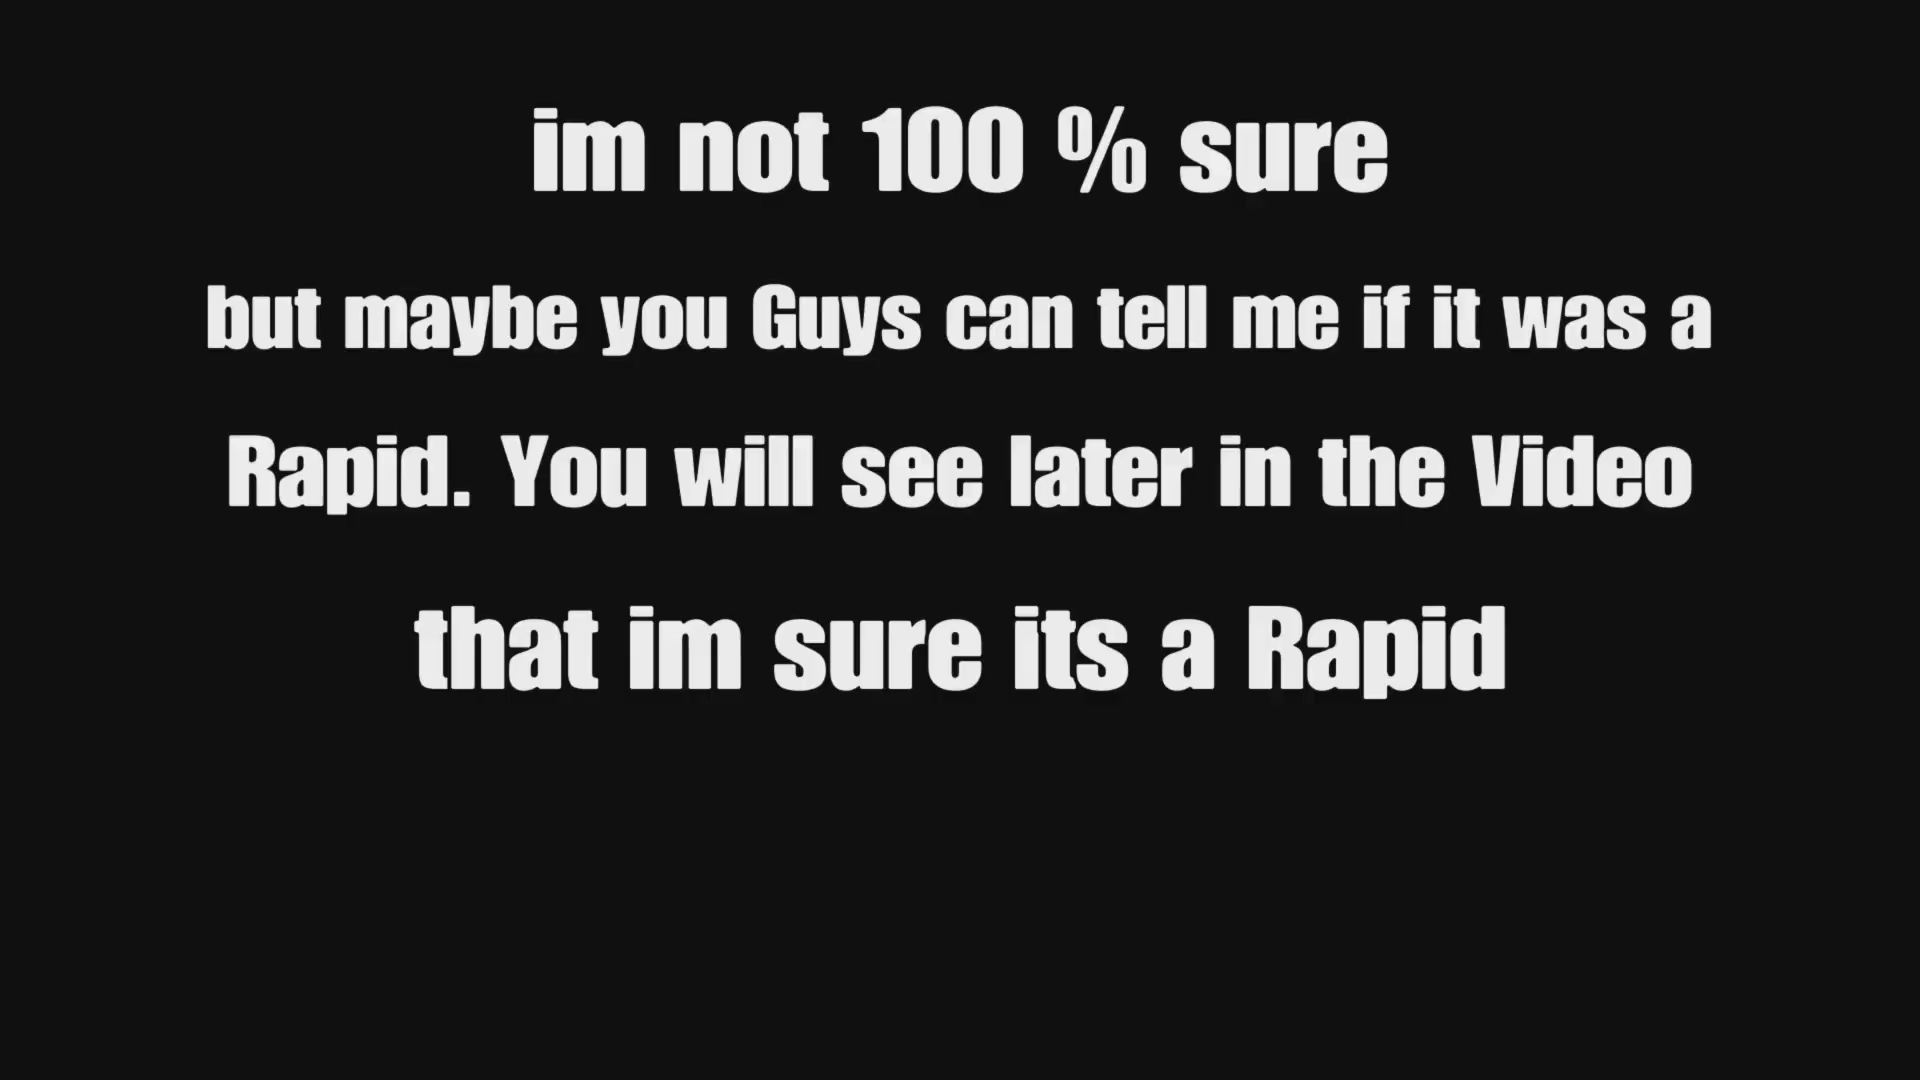 im not 100 % sure
but maybe you Guys can tell me if it was a
Rapid. You will see later in the Video
that im sure its a Rapid